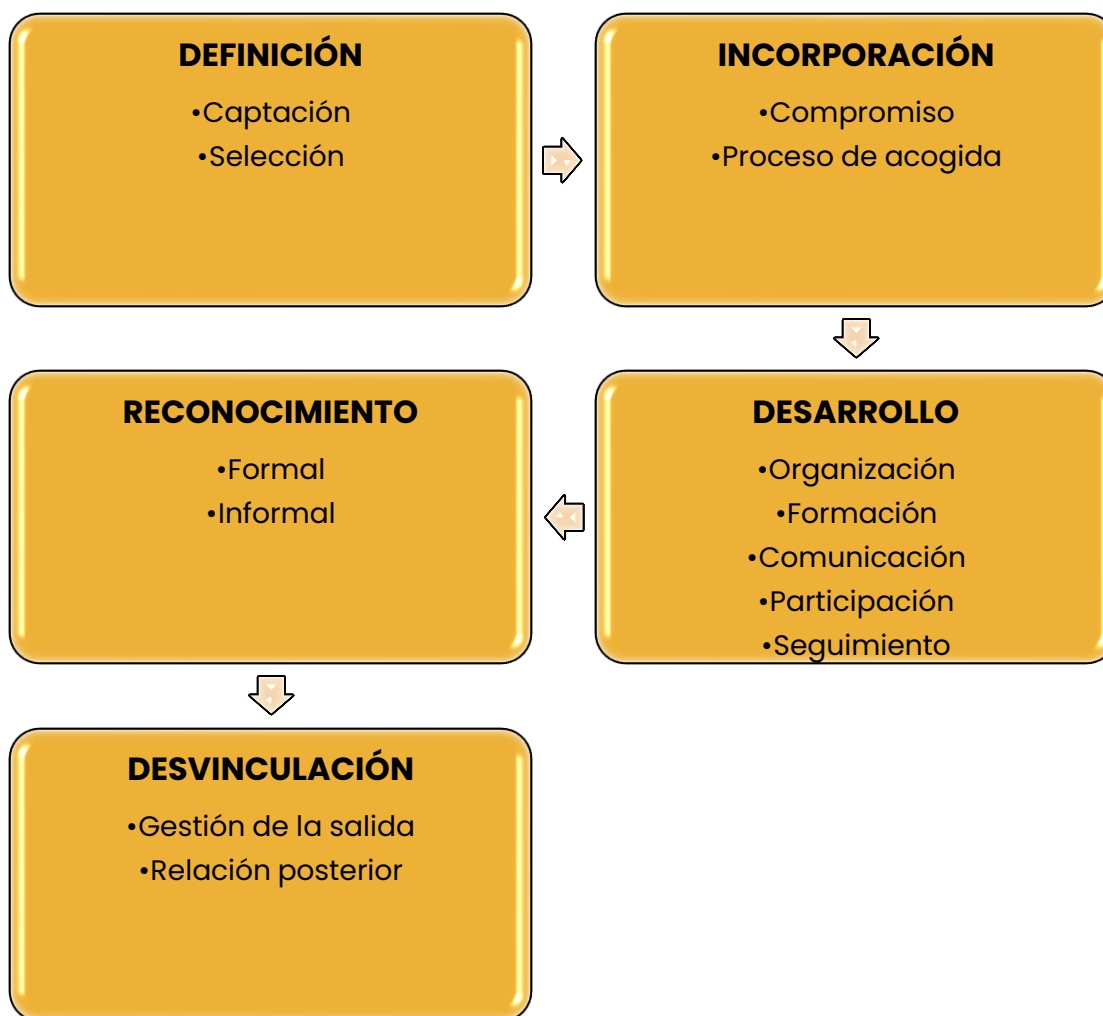 DEFINICIÓN
•Captación
•Selección
INCORPORACIÓN
•Compromiso
•Proceso de acogida
DESARROLLO
•Organización
•Formación
•Comunicación
•Participación
•Seguimiento
RECONOCIMIENTO
•Formal
•Informal
DESVINCULACIÓN
•Gestión de la salida
•Relación posterior